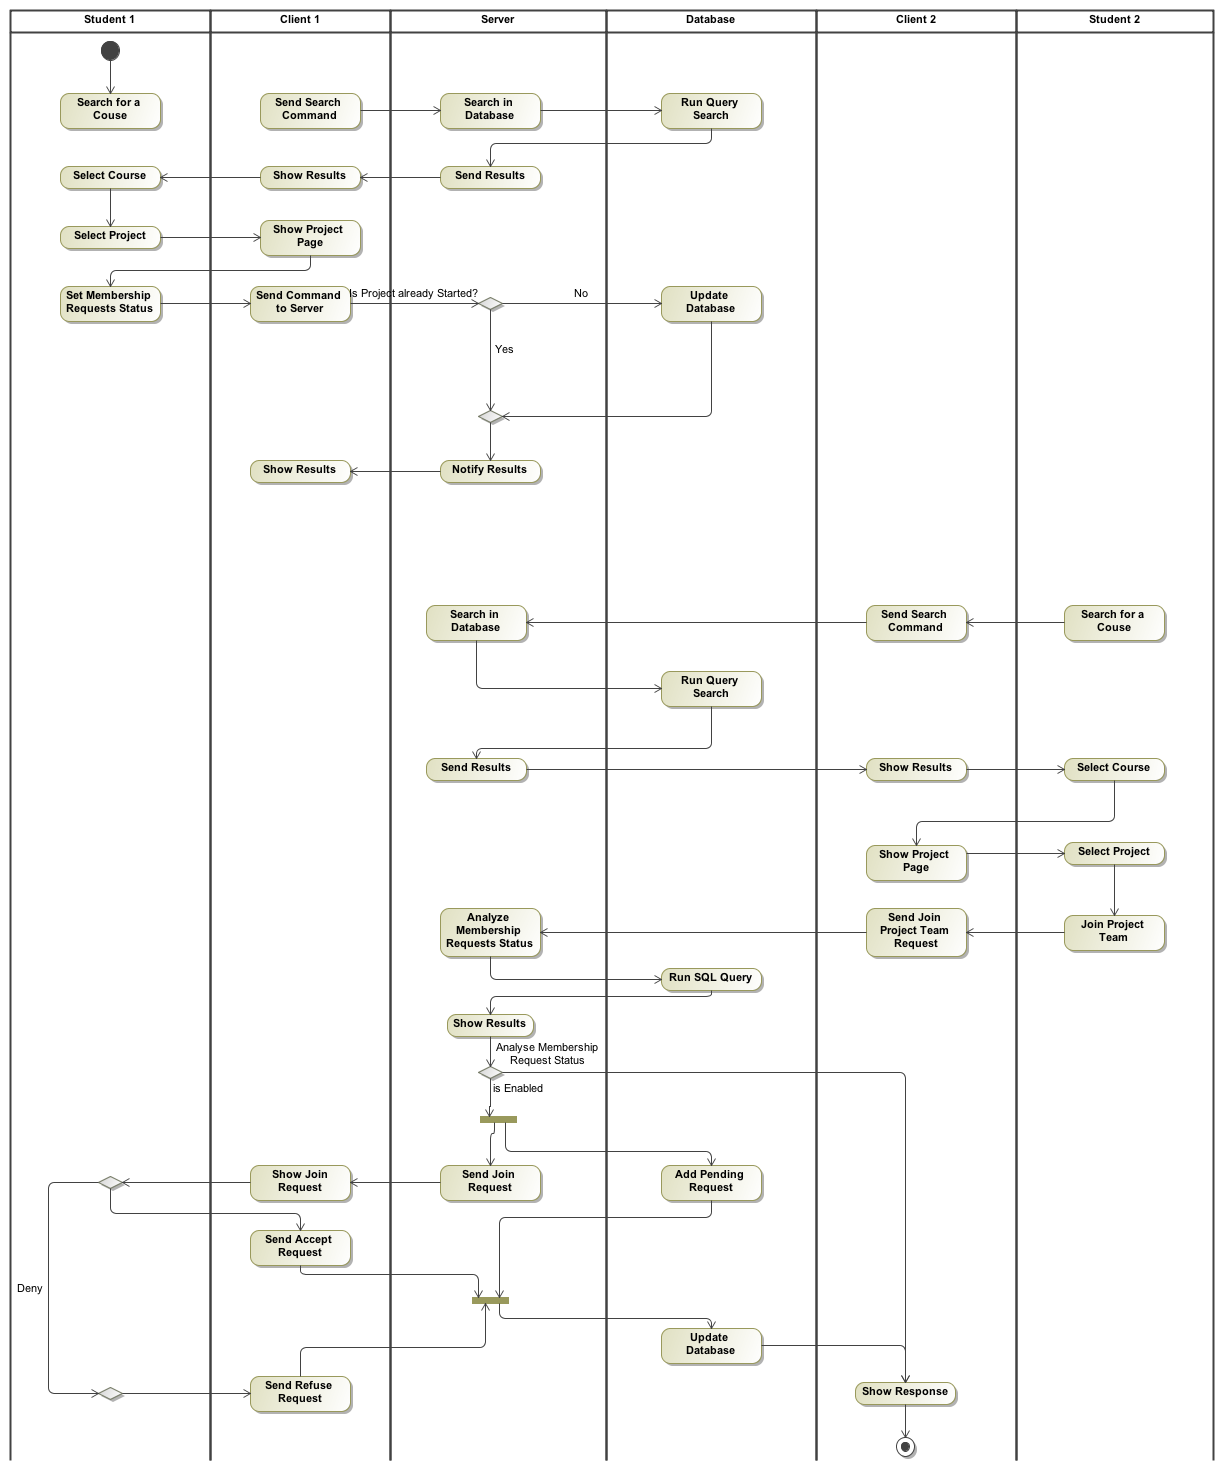 Student 1
Client 1
Server
Database
Client 2
Student 2
Search for a
Couse
Send Search
Command
Search in
Database
Run Query
Search
Select Course
Show Results
Send Results
Select Project
Show Project
Page
Set Membership
Requests Status
Send Command
to Server
Is Project already Started?
No
Update
Database
Yes
Show Results
Notify Results
Search in
Database
Send Search
Command
Search for a
Couse
Run Query
Search
Send Results
Show Results
Select Course
Show Project
Page
Select Project
Analyze
Membership
Requests Status
Send Join
Project Team
Request
Join Project
Team
Run SQL Query
Show Results
Analyse Membership
Request Status
is Enabled
Show Join
Request
Send Join
Request
Add Pending
Request
Send Accept
Request
Deny
Update
Database
Send Refuse
Request
Show Response